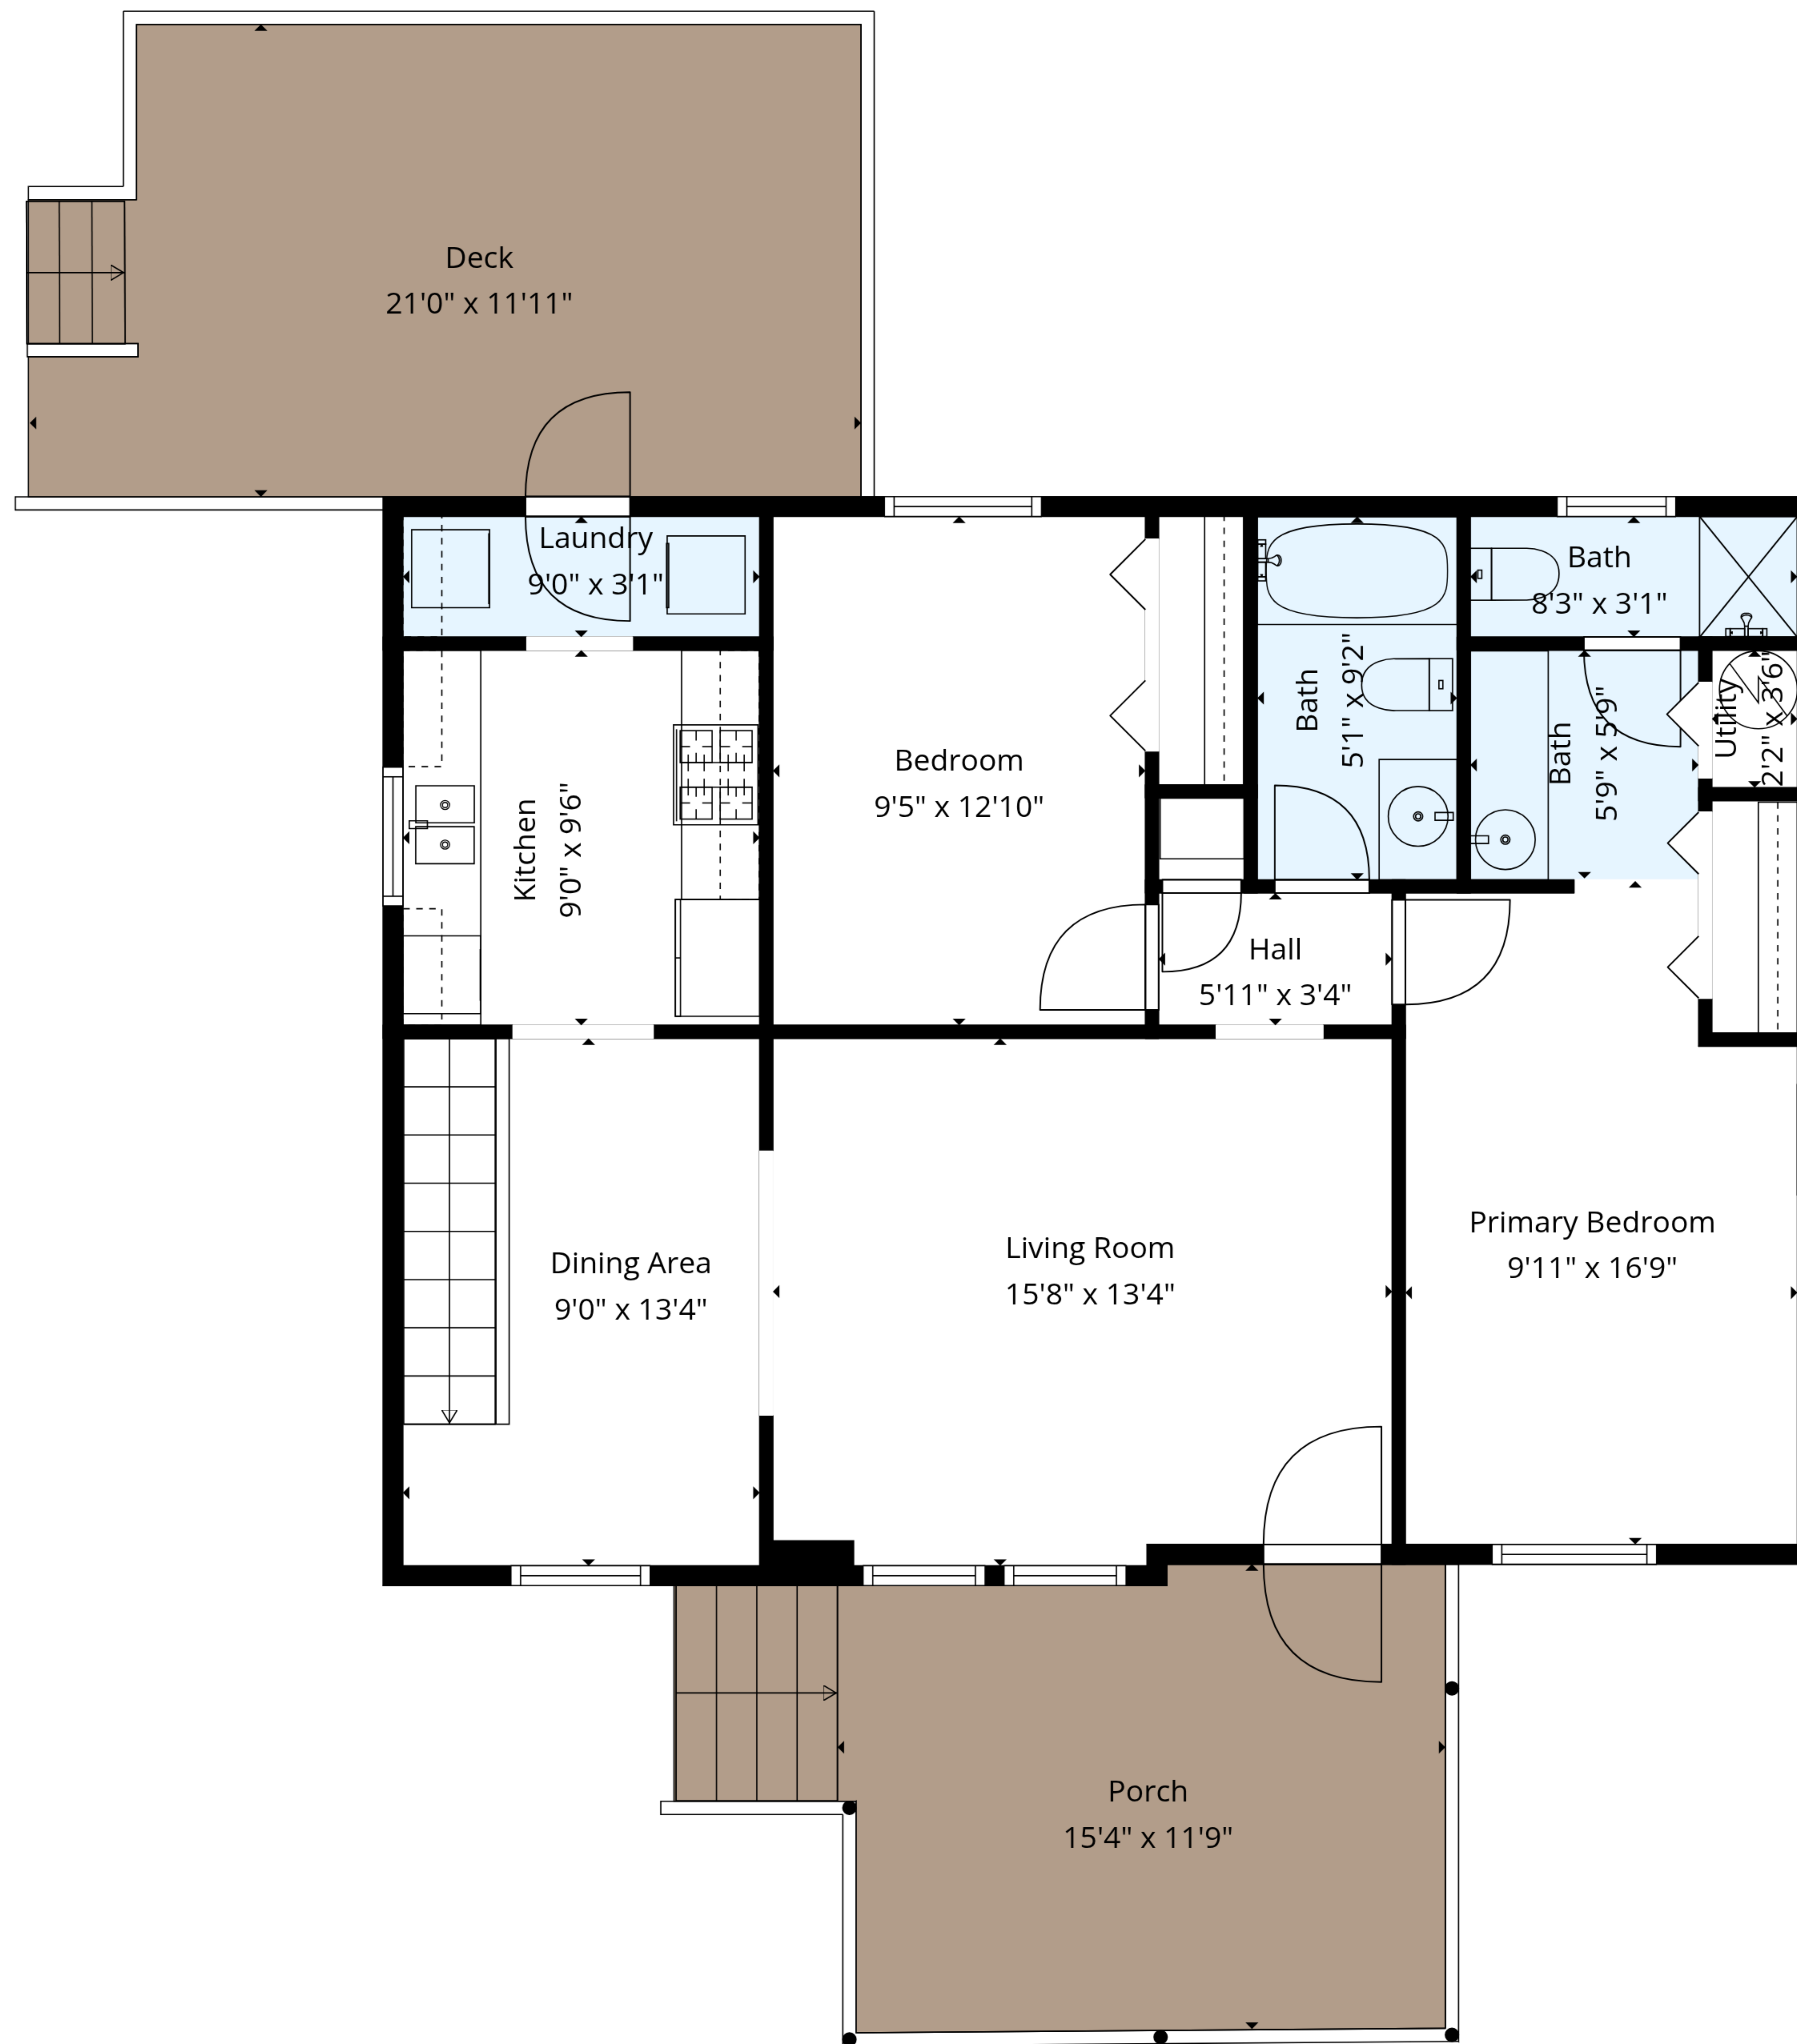 Deck
21'0" x 11'11"
Laundry
9'0" x 3'1"
Bath
8'3" x 3'1"
Bedroom
9'5" x 12'10"
Bath
5'1" x 9'2"
Bath
5'9" x 5'9"
Utility
2'2" x 3'6"
Kitchen
9'0" x 9'6"
Hall
5'11" x 3'4"
Dining Area
9'0" x 13'4"
Living Room
15'8" x 13'4"
Primary Bedroom
9'11" x 16'9"
Porch
15'4" x 11'9"